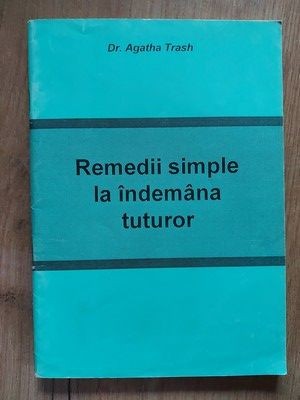 Dr. Agatha Trash
Remedii simple
la îndemâna
tuturor